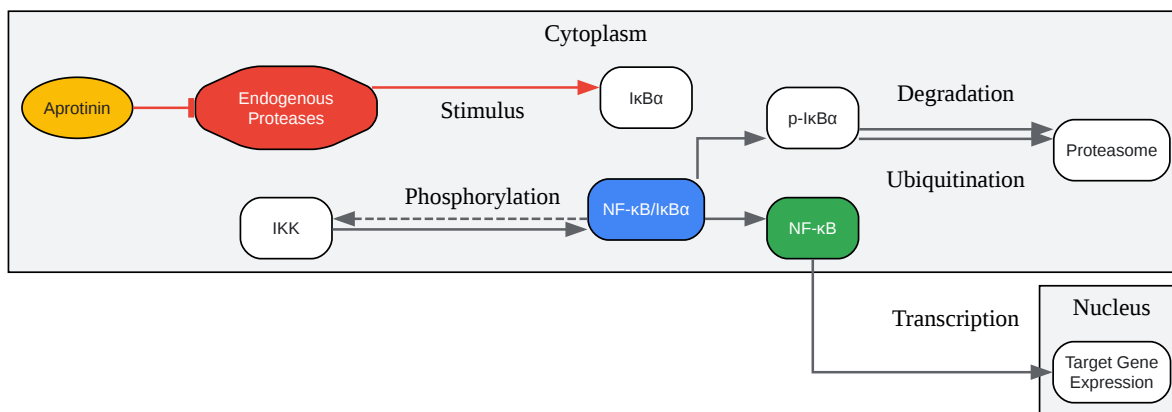 Cytoplasm
Aprotinin
Endogenous
Proteases
Stimulus
IκBα
p-IκBα
Degradation
Proteasome
Ubiquitination
Phosphorylation
IKK
NF-κB/IκBα
NF-κB
Transcription
Nucleus
Target Gene
Expression